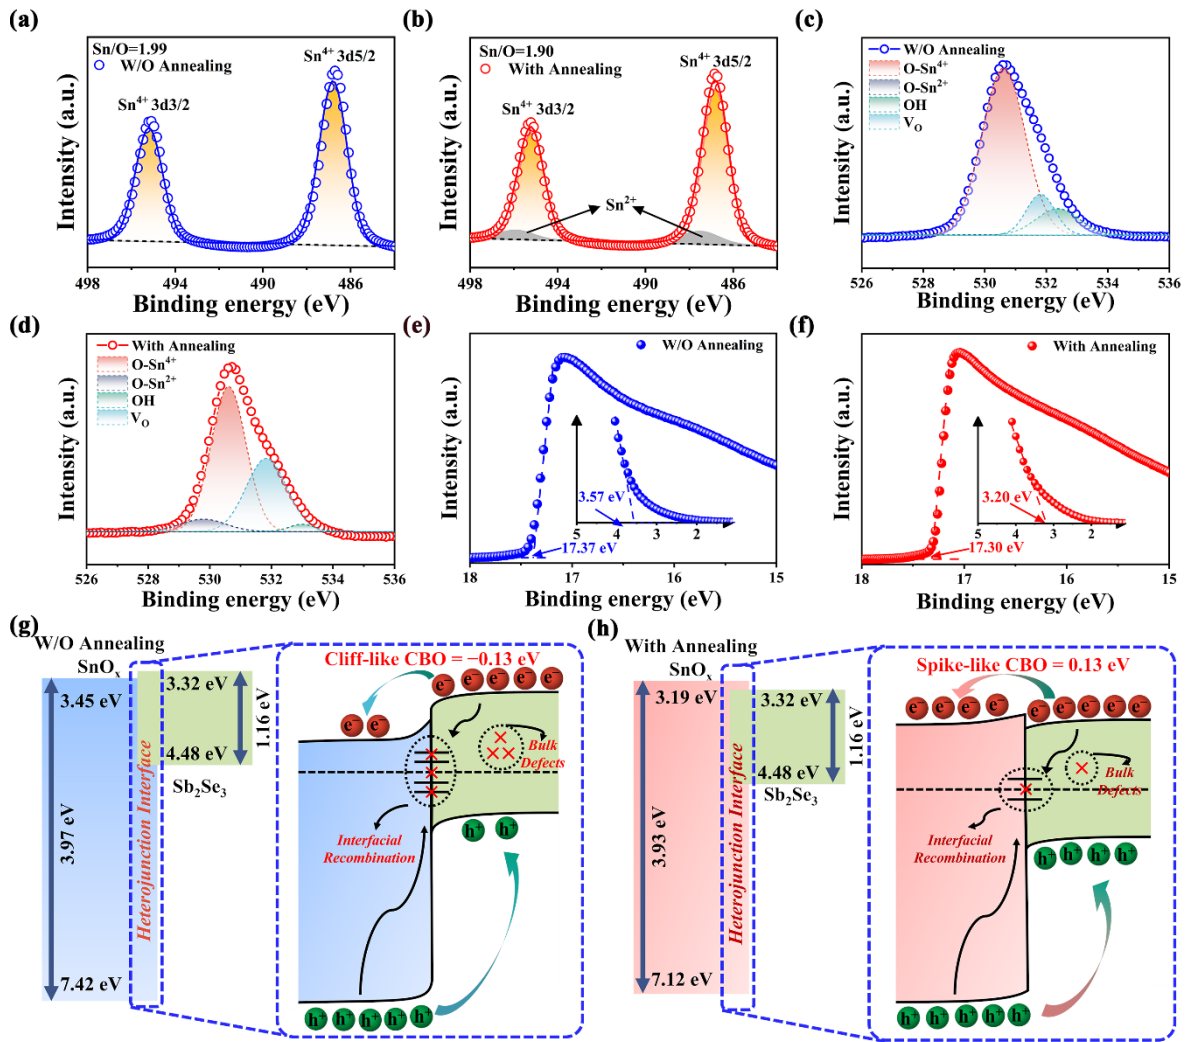 (a)
Sn/O=1.99
W/O Annealing
Sn⁴⁺ 3d5/2
Sn⁴⁺ 3d3/2
Intensity (a.u.)
498 494 490 486
Binding energy (eV)
(b)
Sn/O=1.90
With Annealing
Sn⁴⁺ 3d5/2
Sn⁴⁺ 3d3/2
Sn²⁺
Intensity (a.u.)
498 494 490 486
Binding energy (eV)
(c)
W/O Annealing
O-Sn⁴⁺
O-Sn²⁺
OH
V_O
Intensity (a.u.)
526 528 530 532 534 536
Binding energy (eV)
(d)
With Annealing
O-Sn⁴⁺
O-Sn²⁺
OH
V_O
Intensity (a.u.)
526 528 530 532 534 536
Binding energy (eV)
(e)
W/O Annealing
3.57 eV
5 4 3 2 1
17.37 eV
Intensity (a.u.)
18 17 16 15
Binding energy (eV)
(f)
With Annealing
3.20 eV
5 4 3 2 1
17.30 eV
Intensity (a.u.)
18 17 16 15
Binding energy (eV)
(g)
W/O Annealing
SnOₓ
3.45 eV
3.97 eV
7.42 eV
Heterojunction Interface
3.32 eV
4.48 eV
1.16 eV
Sb₂Se₃
Cliff-like CBO = −0.13 eV
e⁻ e⁻ e⁻ e⁻ e⁻
e⁻ e⁻
Bulk
Defects
Interfacial
Recombination
h⁺ h⁺
h⁺ h⁺ h⁺ h⁺ h⁺
(h)
With Annealing
SnOₓ
3.19 eV
3.93 eV
7.12 eV
Heterojunction Interface
3.32 eV
4.48 eV
1.16 eV
Sb₂Se₃
Spike-like CBO = 0.13 eV
e⁻ e⁻ e⁻ e⁻
e⁻ e⁻ e⁻ e⁻ e⁻
Bulk
Defects
Interfacial
Recombination
h⁺ h⁺ h⁺ h⁺
h⁺ h⁺ h⁺ h⁺ h⁺